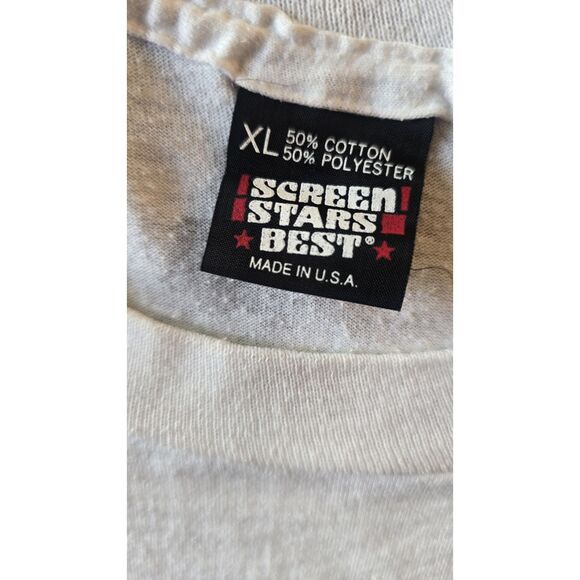 XL 50% COTTON
50% POLYESTER
SCREEN
STARS
BEST®
MADE IN U.S.A.